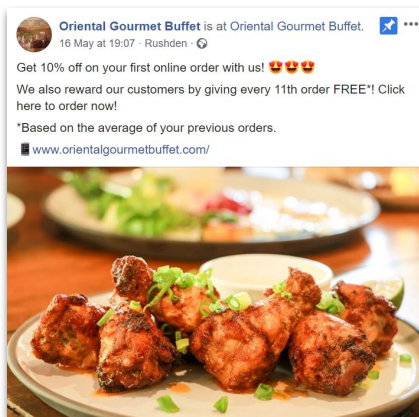 Oriental Gourmet Buffet is at Oriental Gourmet Buffet.
16 May at 19:07 · Rushden ·
Get 10% off on your first online order with us! 😍😍😍
We also reward our customers by giving every 11th order FREE*! Click
here to order now!
*Based on the average of your previous orders.
📱www.orientalgourmetbuffet.com/